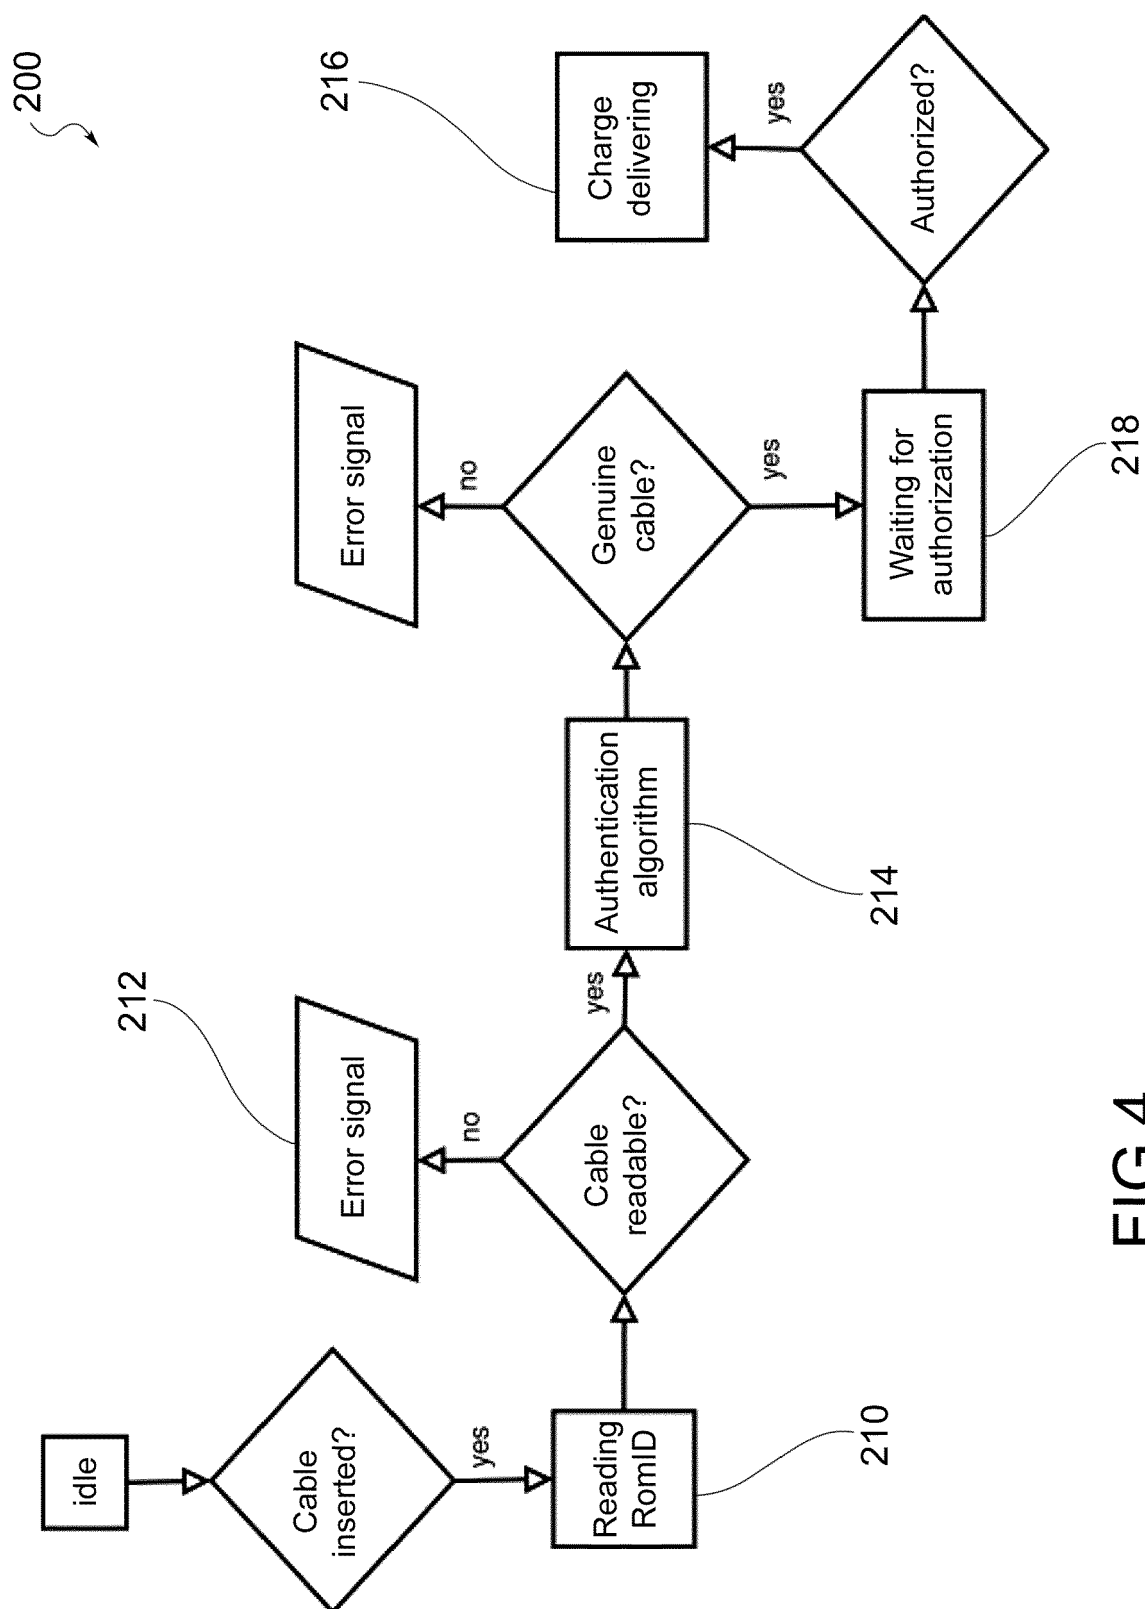 200
idle
Cable
inserted?
yes
Reading
RomID
210
Cable
readable?
no
Error signal
212
yes
Authentication
algorithm
214
Genuine
cable?
no
Error signal
yes
Waiting for
authorization
218
Authorized?
yes
Charge
delivering
216
FIG 4